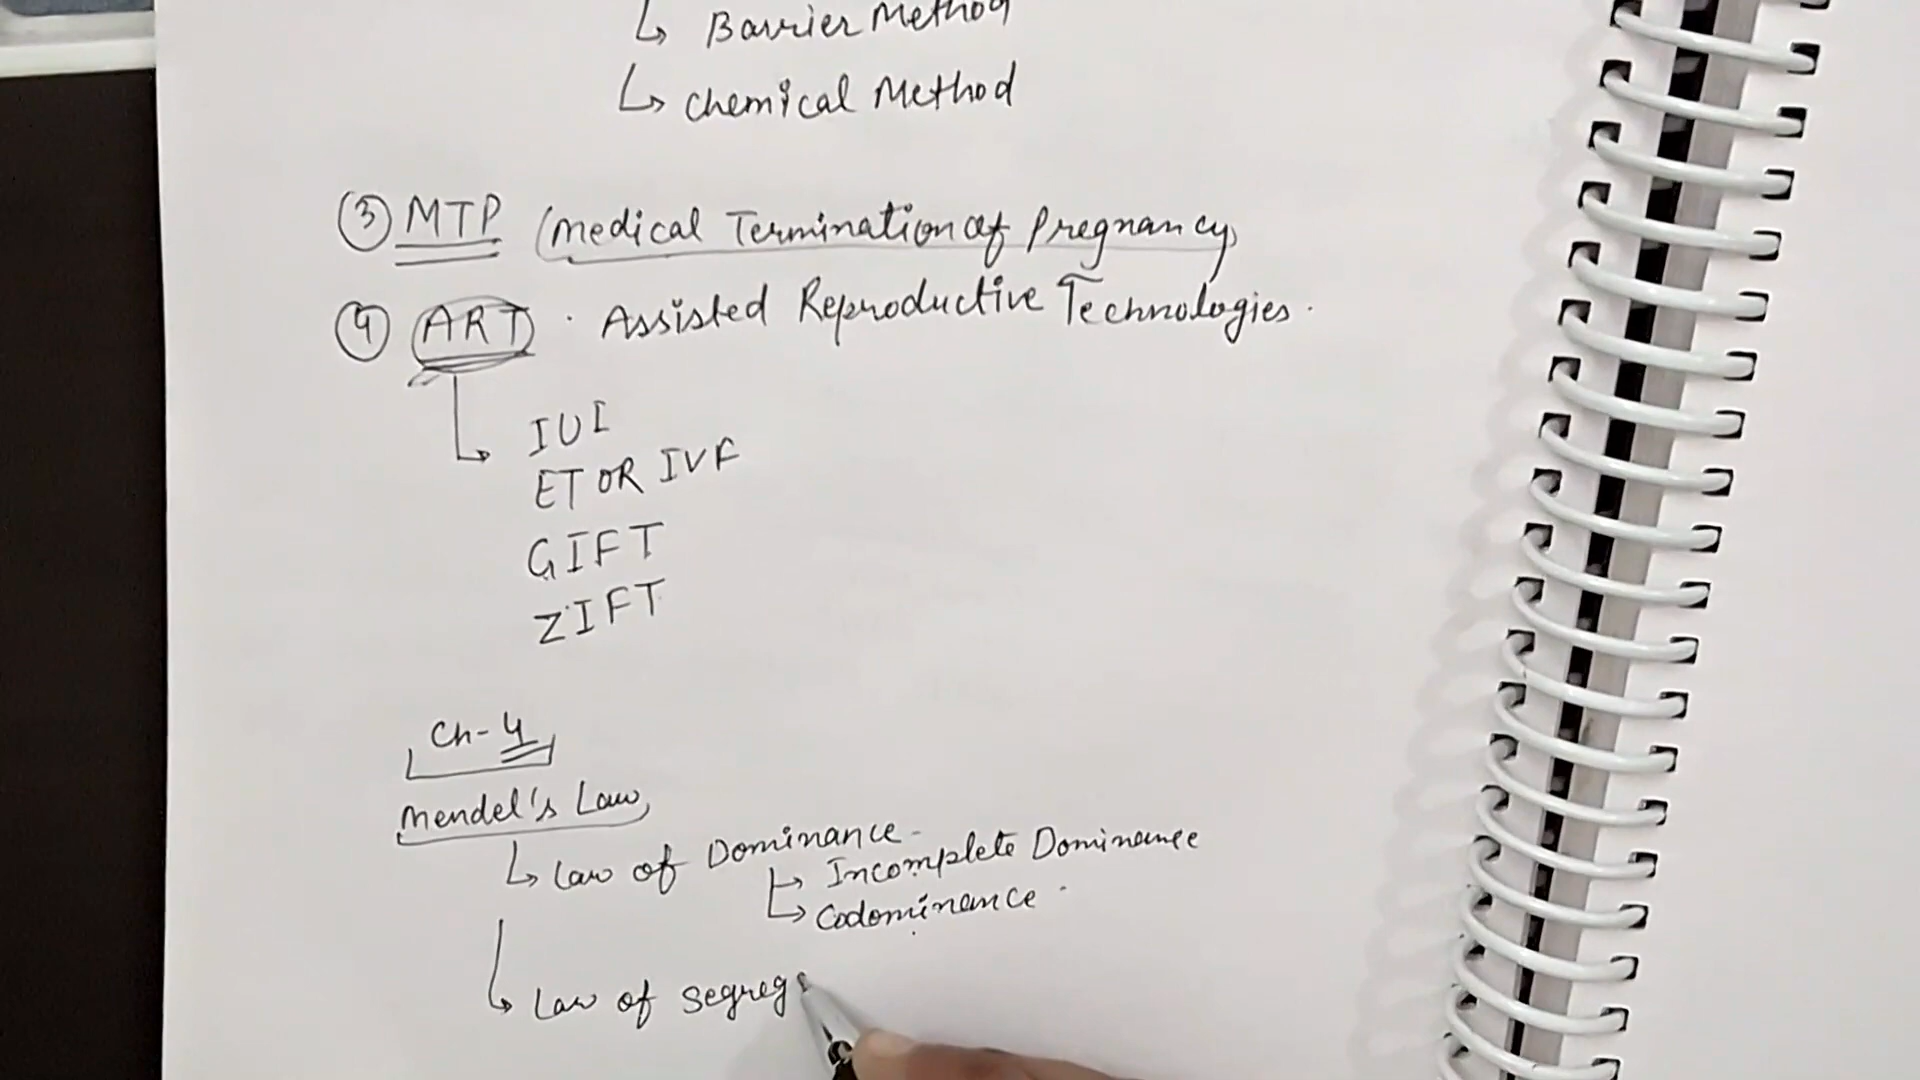 ↳ Barrier Method
↳ Chemical Method
③ MTP (Medical Termination of Pregnancy)
④ ART · Assisted Reproductive Technologies.
↳ IUI
ET OR IVF
GIFT
ZIFT
Ch-4
Mendel's Law
↳ Law of Dominance -
↳ Incomplete Dominance
↳ Codominance
↳ Law of Segreg